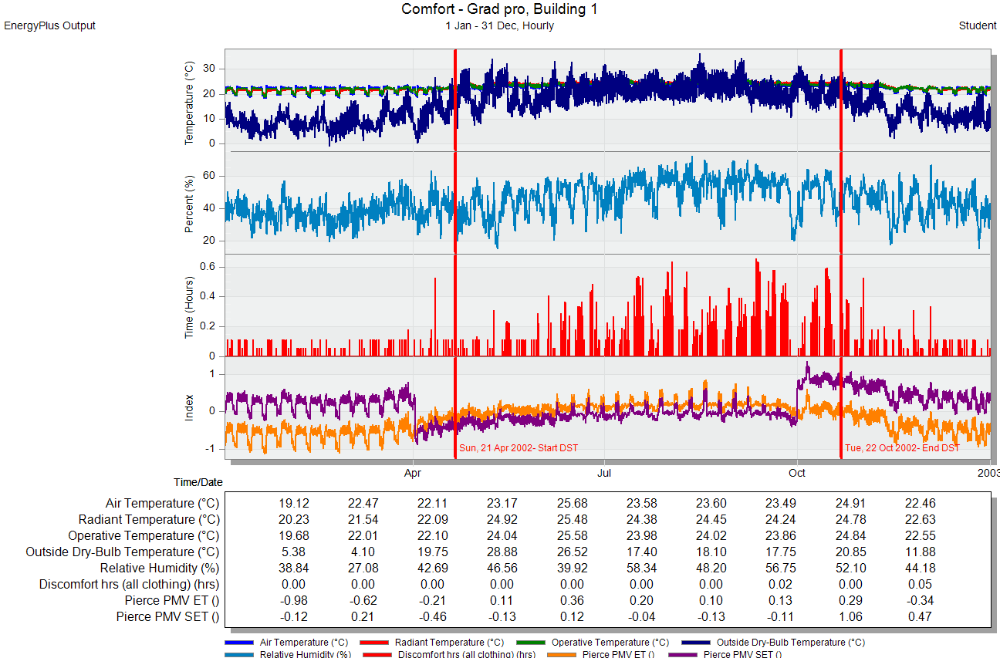 Comfort - Grad pro, Building 1
EnergyPlus Output 1 Jan - 31 Dec, Hourly Student
Temperature (°C)
30
20
10
0
Percent (%)
60
40
20
Time (Hours)
0.6
0.4
0.2
0
Index
1
0
-1
Sun, 21 Apr 2002- Start DST Tue, 22 Oct 2002- End DST
Apr Jul Oct 2003
Time/Date
Air Temperature (°C) 19.12 22.47 22.11 23.17 25.68 23.58 23.60 23.49 24.91 22.46
Radiant Temperature (°C) 20.23 21.54 22.09 24.92 25.48 24.38 24.45 24.24 24.78 22.63
Operative Temperature (°C) 19.68 22.01 22.10 24.04 25.58 23.98 24.02 23.86 24.84 22.55
Outside Dry-Bulb Temperature (°C) 5.38 4.10 19.75 28.88 26.52 17.40 18.10 17.75 20.85 11.88
Relative Humidity (%) 38.84 27.08 42.69 46.56 39.92 58.34 48.20 56.75 52.10 44.18
Discomfort hrs (all clothing) (hrs) 0.00 0.00 0.00 0.00 0.00 0.00 0.00 0.02 0.00 0.05
Pierce PMV ET () -0.98 -0.62 -0.21 0.11 0.36 0.20 0.10 0.13 0.29 -0.34
Pierce PMV SET () -0.12 0.21 -0.46 -0.13 0.12 -0.04 -0.13 -0.11 1.06 0.47
Air Temperature (°C) Radiant Temperature (°C) Operative Temperature (°C) Outside Dry-Bulb Temperature (°C)
Relative Humidity (%) Discomfort hrs (all clothing) (hrs) Pierce PMV ET () Pierce PMV SET ()